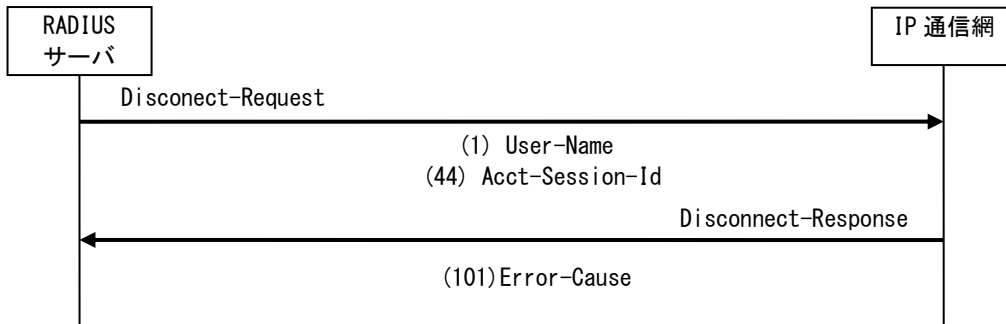 RADIUS
サーバ
IP 通信網
Disconect-Request
(1) User-Name
(44) Acct-Session-Id
Disconnect-Response
(101)Error-Cause